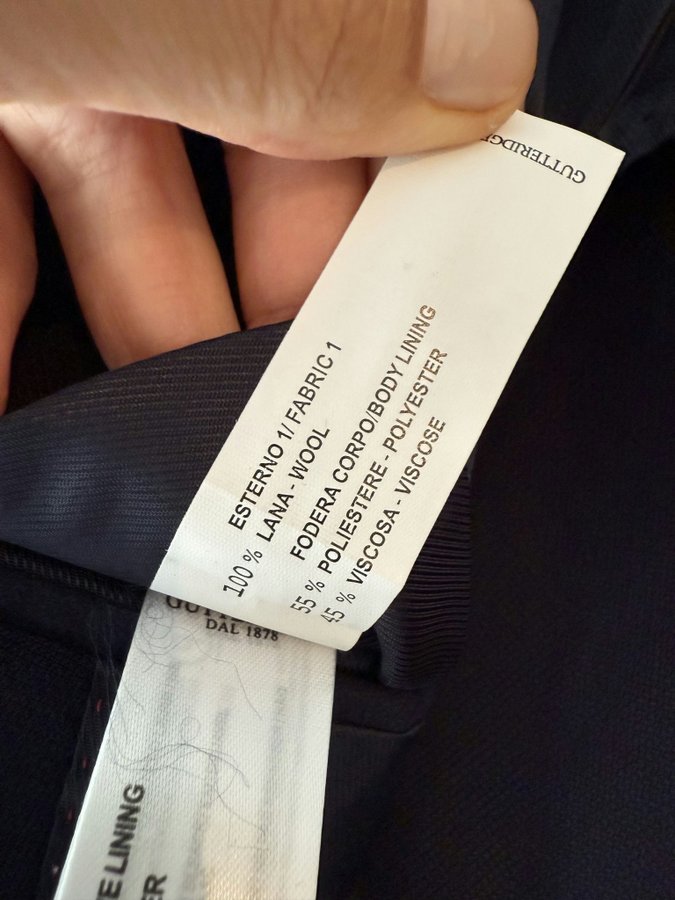 GUTTERIDGE
ESTERNO 1/ FABRIC 1
100 % LANA - WOOL
FODERA CORPO/BODY LINING
55 % POLIESTERE - POLYESTER
45 % VISCOSA - VISCOSE
DAL 1878
LINING